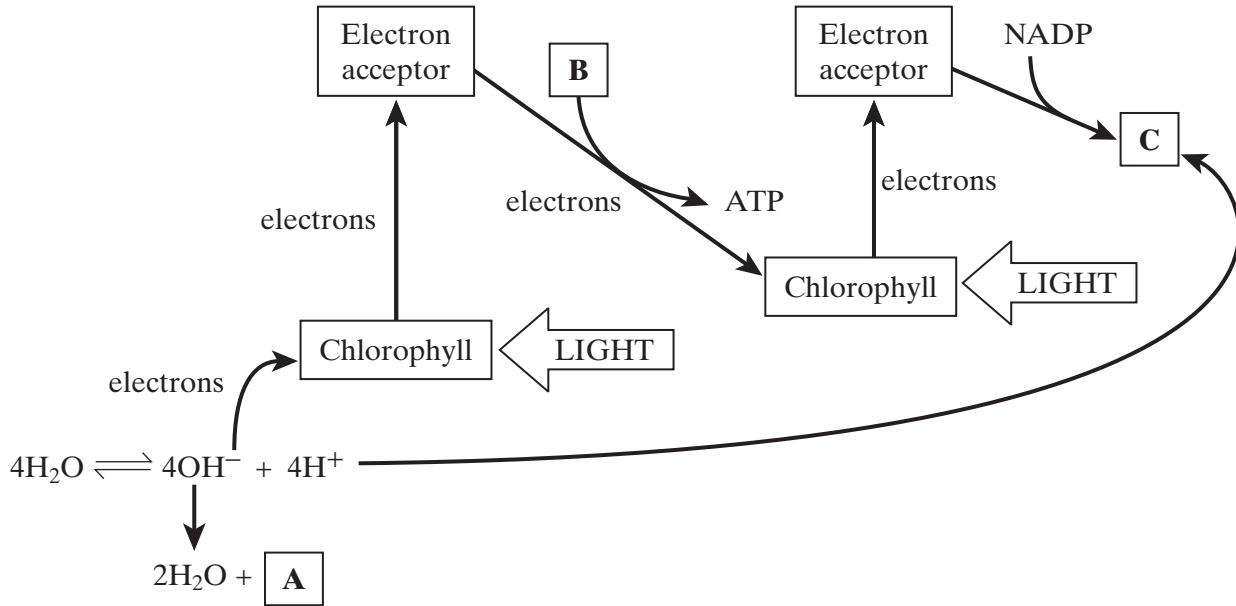 Electron
acceptor
B
Electron
acceptor
NADP
C
electrons
electrons
ATP
electrons
Chlorophyll
LIGHT
Chlorophyll
LIGHT
electrons
4H₂O ⇌ 4OH⁻ + 4H⁺
2H₂O + A